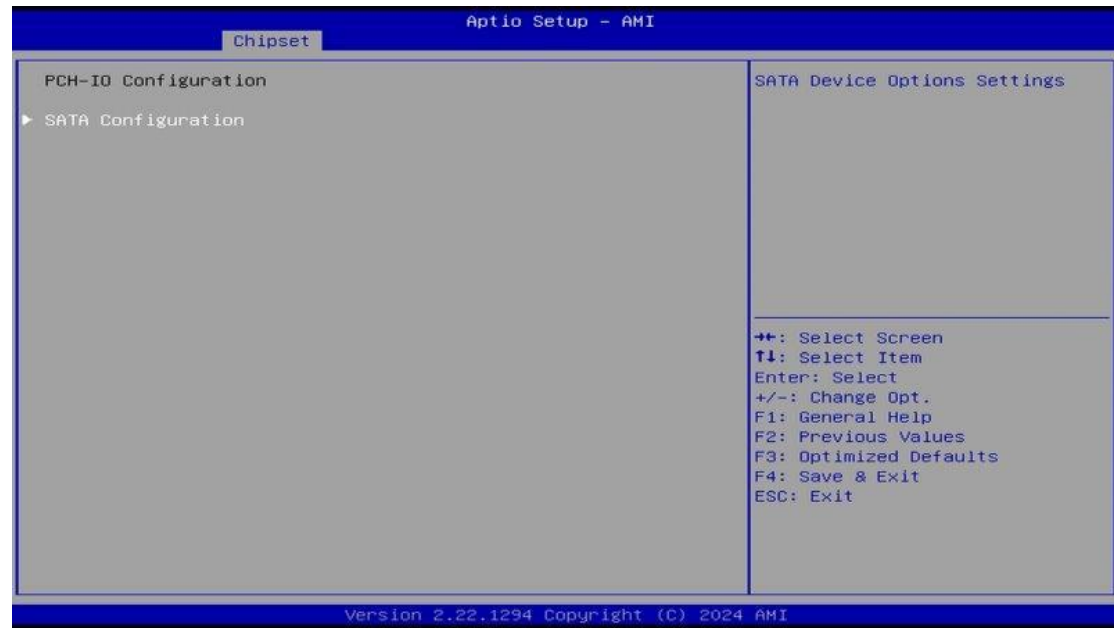 Aptio Setup – AMI
Chipset
PCH-IO Configuration
▶ SATA Configuration
SATA Device Options Settings
→←: Select Screen
↑↓: Select Item
Enter: Select
+/-: Change Opt.
F1: General Help
F2: Previous Values
F3: Optimized Defaults
F4: Save & Exit
ESC: Exit
Version 2.22.1294 Copyright (C) 2024 AMI